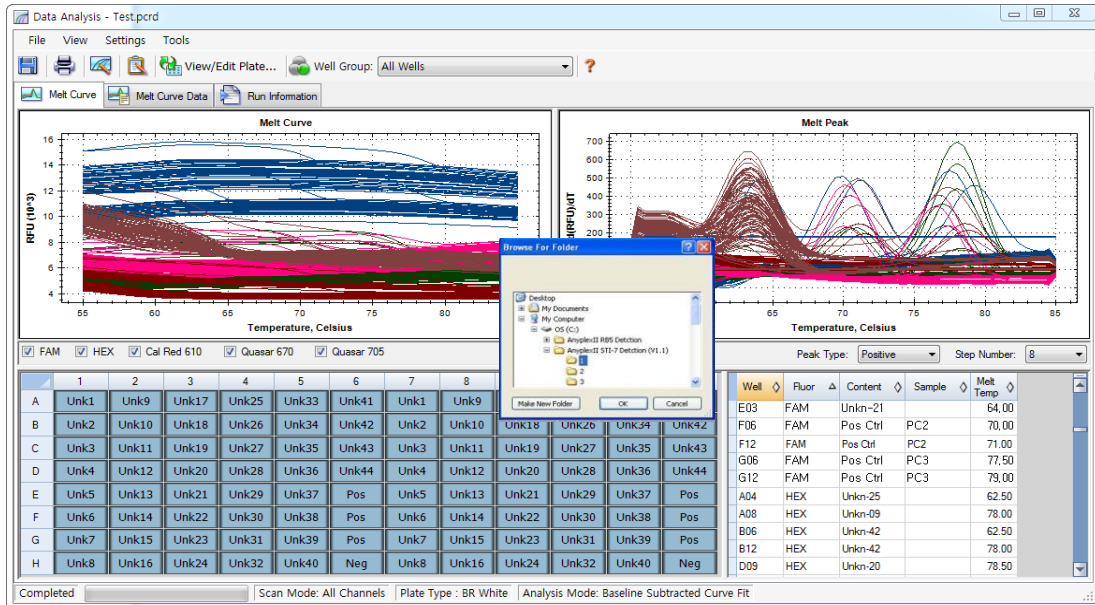 Data Analysis - Test.pcrd
File View Settings Tools
View/Edit Plate... Well Group: All Wells ?
Melt Curve Melt Curve Data Run Information
Melt Curve
16
14
12
10
8
6
4
RFU (10^3)
55 60 65 70 75 80
Temperature, Celsius
Melt Peak
700
600
500
400
300
200
d(RFU)/dT
65 70 75 80 85
Temperature, Celsius
Browse For Folder
Desktop
My Documents
My Computer
OS (C:)
AnyplexII RB5 Detction
AnyplexII STI-7 Detction (V1.1)
1
2
3
Make New Folder OK Cancel
FAM HEX Cal Red 610 Quasar 670 Quasar 705
Peak Type: Positive Step Number: 8
1 2 3 4 5 6 7 8
A Unk1 Unk9 Unk17 Unk25 Unk33 Unk41 Unk1 Unk9
B Unk2 Unk10 Unk18 Unk26 Unk34 Unk42 Unk2 Unk10 Unk18 Unk26 Unk34 Unk42
C Unk3 Unk11 Unk19 Unk27 Unk35 Unk43 Unk3 Unk11 Unk19 Unk27 Unk35 Unk43
D Unk4 Unk12 Unk20 Unk28 Unk36 Unk44 Unk4 Unk12 Unk20 Unk28 Unk36 Unk44
E Unk5 Unk13 Unk21 Unk29 Unk37 Pos Unk5 Unk13 Unk21 Unk29 Unk37 Pos
F Unk6 Unk14 Unk22 Unk30 Unk38 Pos Unk6 Unk14 Unk22 Unk30 Unk38 Pos
G Unk7 Unk15 Unk23 Unk31 Unk39 Pos Unk7 Unk15 Unk23 Unk31 Unk39 Pos
H Unk8 Unk16 Unk24 Unk32 Unk40 Neg Unk8 Unk16 Unk24 Unk32 Unk40 Neg
Well Fluor Content Sample Melt Temp
E03 FAM Unkn-21 64,00
F06 FAM Pos Ctrl PC2 70,00
F12 FAM Pos Ctrl PC2 71.00
G06 FAM Pos Ctrl PC3 77,50
G12 FAM Pos Ctrl PC3 79,00
A04 HEX Unkn-25 62.50
A08 HEX Unkn-09 78.00
B06 HEX Unkn-42 62.50
B12 HEX Unkn-42 78.00
D09 HEX Unkn-20 78.50
Completed Scan Mode: All Channels Plate Type : BR White Analysis Mode: Baseline Subtracted Curve Fit